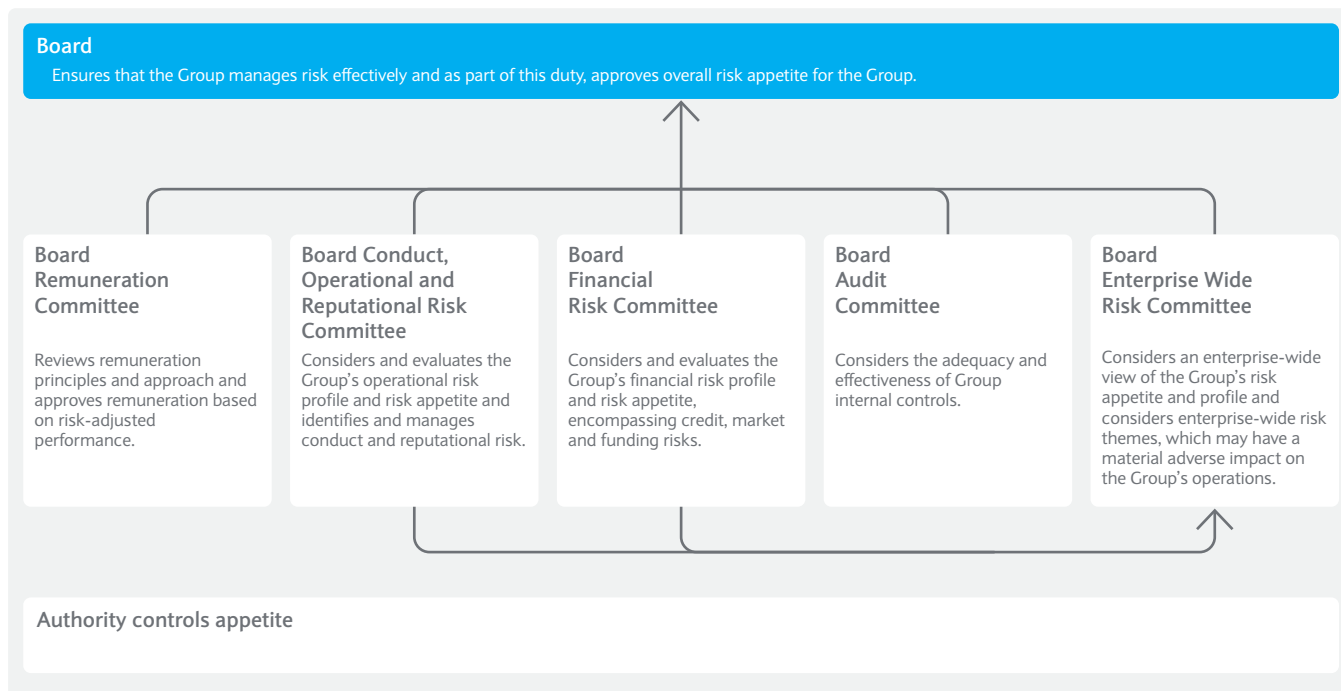 Board
Ensures that the Group manages risk effectively and as part of this duty, approves overall risk appetite for the Group.
Board
Remuneration
Committee
Reviews remuneration
principles and approach and
approves remuneration based
on risk-adjusted
performance.
Board Conduct,
Operational and
Reputational Risk
Committee
Considers and evaluates the
Group's operational risk
profile and risk appetite and
identifies and manages
conduct and reputational risk.
Board
Financial
Risk Committee
Considers and evaluates the
Group's financial risk profile
and risk appetite,
encompassing credit, market
and funding risks.
Board
Audit
Committee
Considers the adequacy and
effectiveness of Group
internal controls.
Board
Enterprise Wide
Risk Committee
Considers an enterprise-wide
view of the Group's risk
appetite and profile and
considers enterprise-wide risk
themes, which may have a
material adverse impact on
the Group's operations.
Authority controls appetite